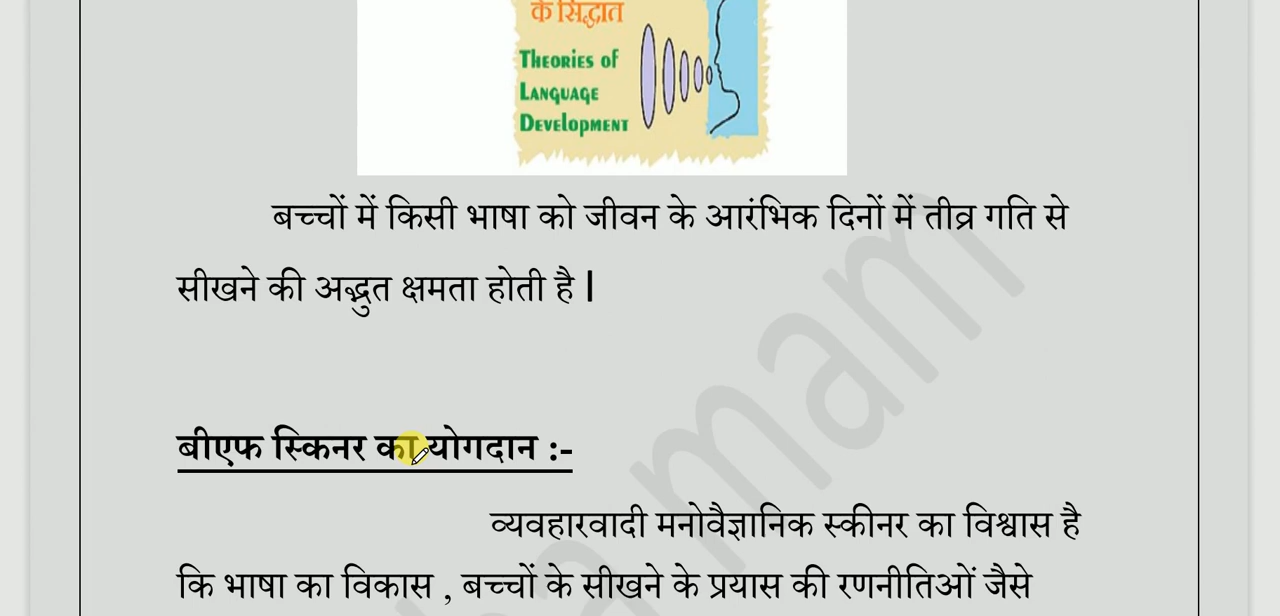 के सिद्धांत
Theories of
Language
Development
बच्चों में किसी भाषा को जीवन के आरंभिक दिनों में तीव्र गति से
सीखने की अद्भुत क्षमता होती है l
बीएफ स्किनर का योगदान :-
व्यवहारवादी मनोवैज्ञानिक स्कीनर का विश्वास है
कि भाषा का विकास , बच्चों के सीखने के प्रयास की रणनीतिओं जैसे
mam